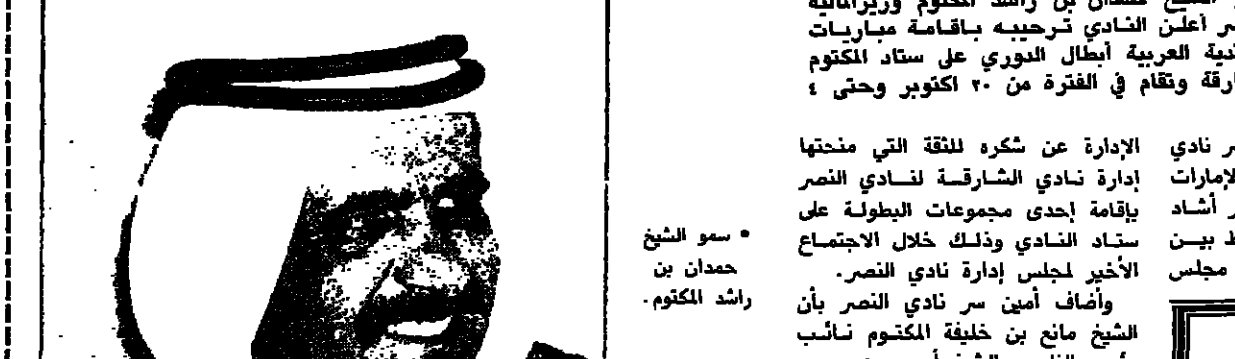 الشيخ حمدان بن راشد المكتوم وزير المالية
أعلن النادي ترحيبه باقامة مباريات
العربية أبطال الدوري على ستاد المكتوم
وتقام في الفترة من ٢٠ اكتوبر وحتى ٤
الإدارة عن شكره للثقة التي منحتها
إدارة نادي الشارقة لنادي النصر
بإقامة إحدى مجموعات البطولة على
ستاد النادي وذلك خلال الاجتماع
الأخير لمجلس إدارة نادي النصر.
وأضاف أمين سر نادي النصر بأن
الشيخ مانع بن خليفة المكتوم نائب
نادي
أشاد
بين
مجلس
• سمو الشيخ
حمدان بن
راشد المكتوم.